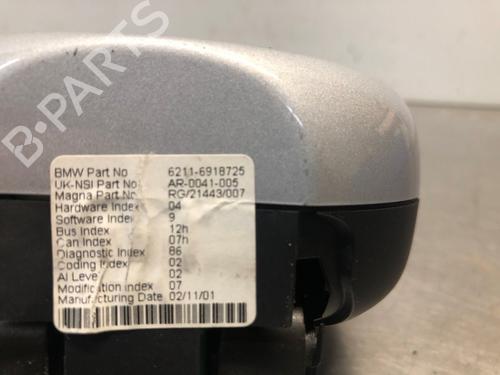 B-PARTS
BMW Part No 6211-6918725
UK-NSI Part No AR-0041-005
Magna Part No RG/21443/007
Hardware Index 04
Software Index 9
Bus Index 12h
Can Index 07h
Diagnostic Index 86
Coding Index 02
AI Level 02
Modification index 07
Manufacturing Date 02/11/01